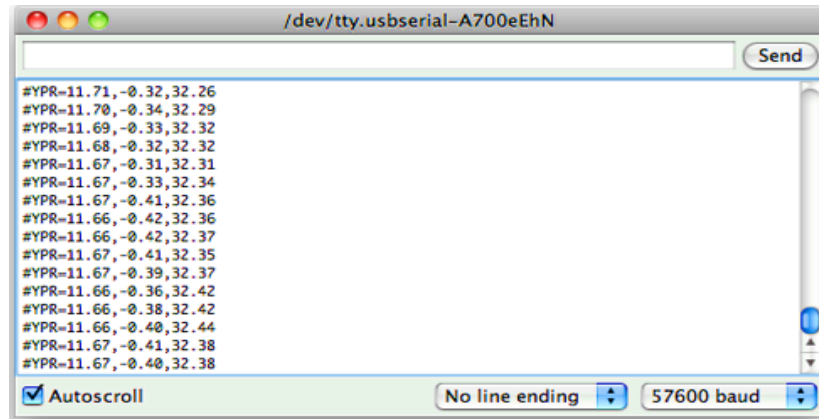 /dev/tty.usbserial-A700eEhN
Send
#YPR=11.71,-0.32,32.26
#YPR=11.70,-0.34,32.29
#YPR=11.69,-0.33,32.32
#YPR=11.68,-0.32,32.32
#YPR=11.67,-0.31,32.31
#YPR=11.67,-0.33,32.34
#YPR=11.67,-0.41,32.36
#YPR=11.66,-0.42,32.36
#YPR=11.66,-0.42,32.37
#YPR=11.67,-0.41,32.35
#YPR=11.67,-0.39,32.37
#YPR=11.66,-0.36,32.42
#YPR=11.66,-0.38,32.42
#YPR=11.66,-0.40,32.44
#YPR=11.67,-0.41,32.38
#YPR=11.67,-0.40,32.38
Autoscroll No line ending 57600 baud